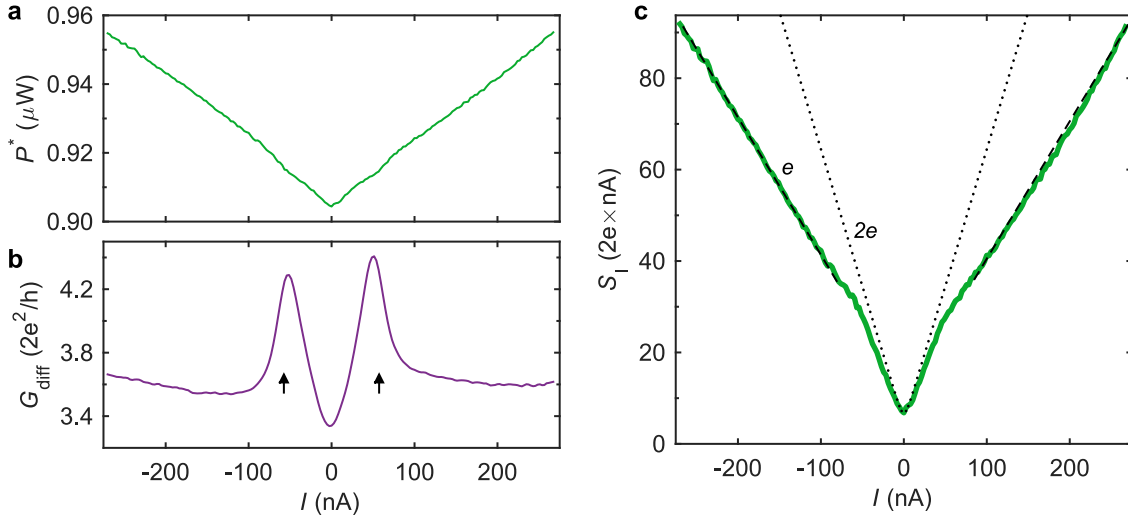 a
P* (μW)
0.96
0.94
0.92
0.90
b
G_diff (2e²/h)
4.2
3.8
3.4
-200 -100 0 100 200
I (nA)
c
S_I (2e×nA)
80
60
40
20
0
e
2e
-200 -100 0 100 200
I (nA)